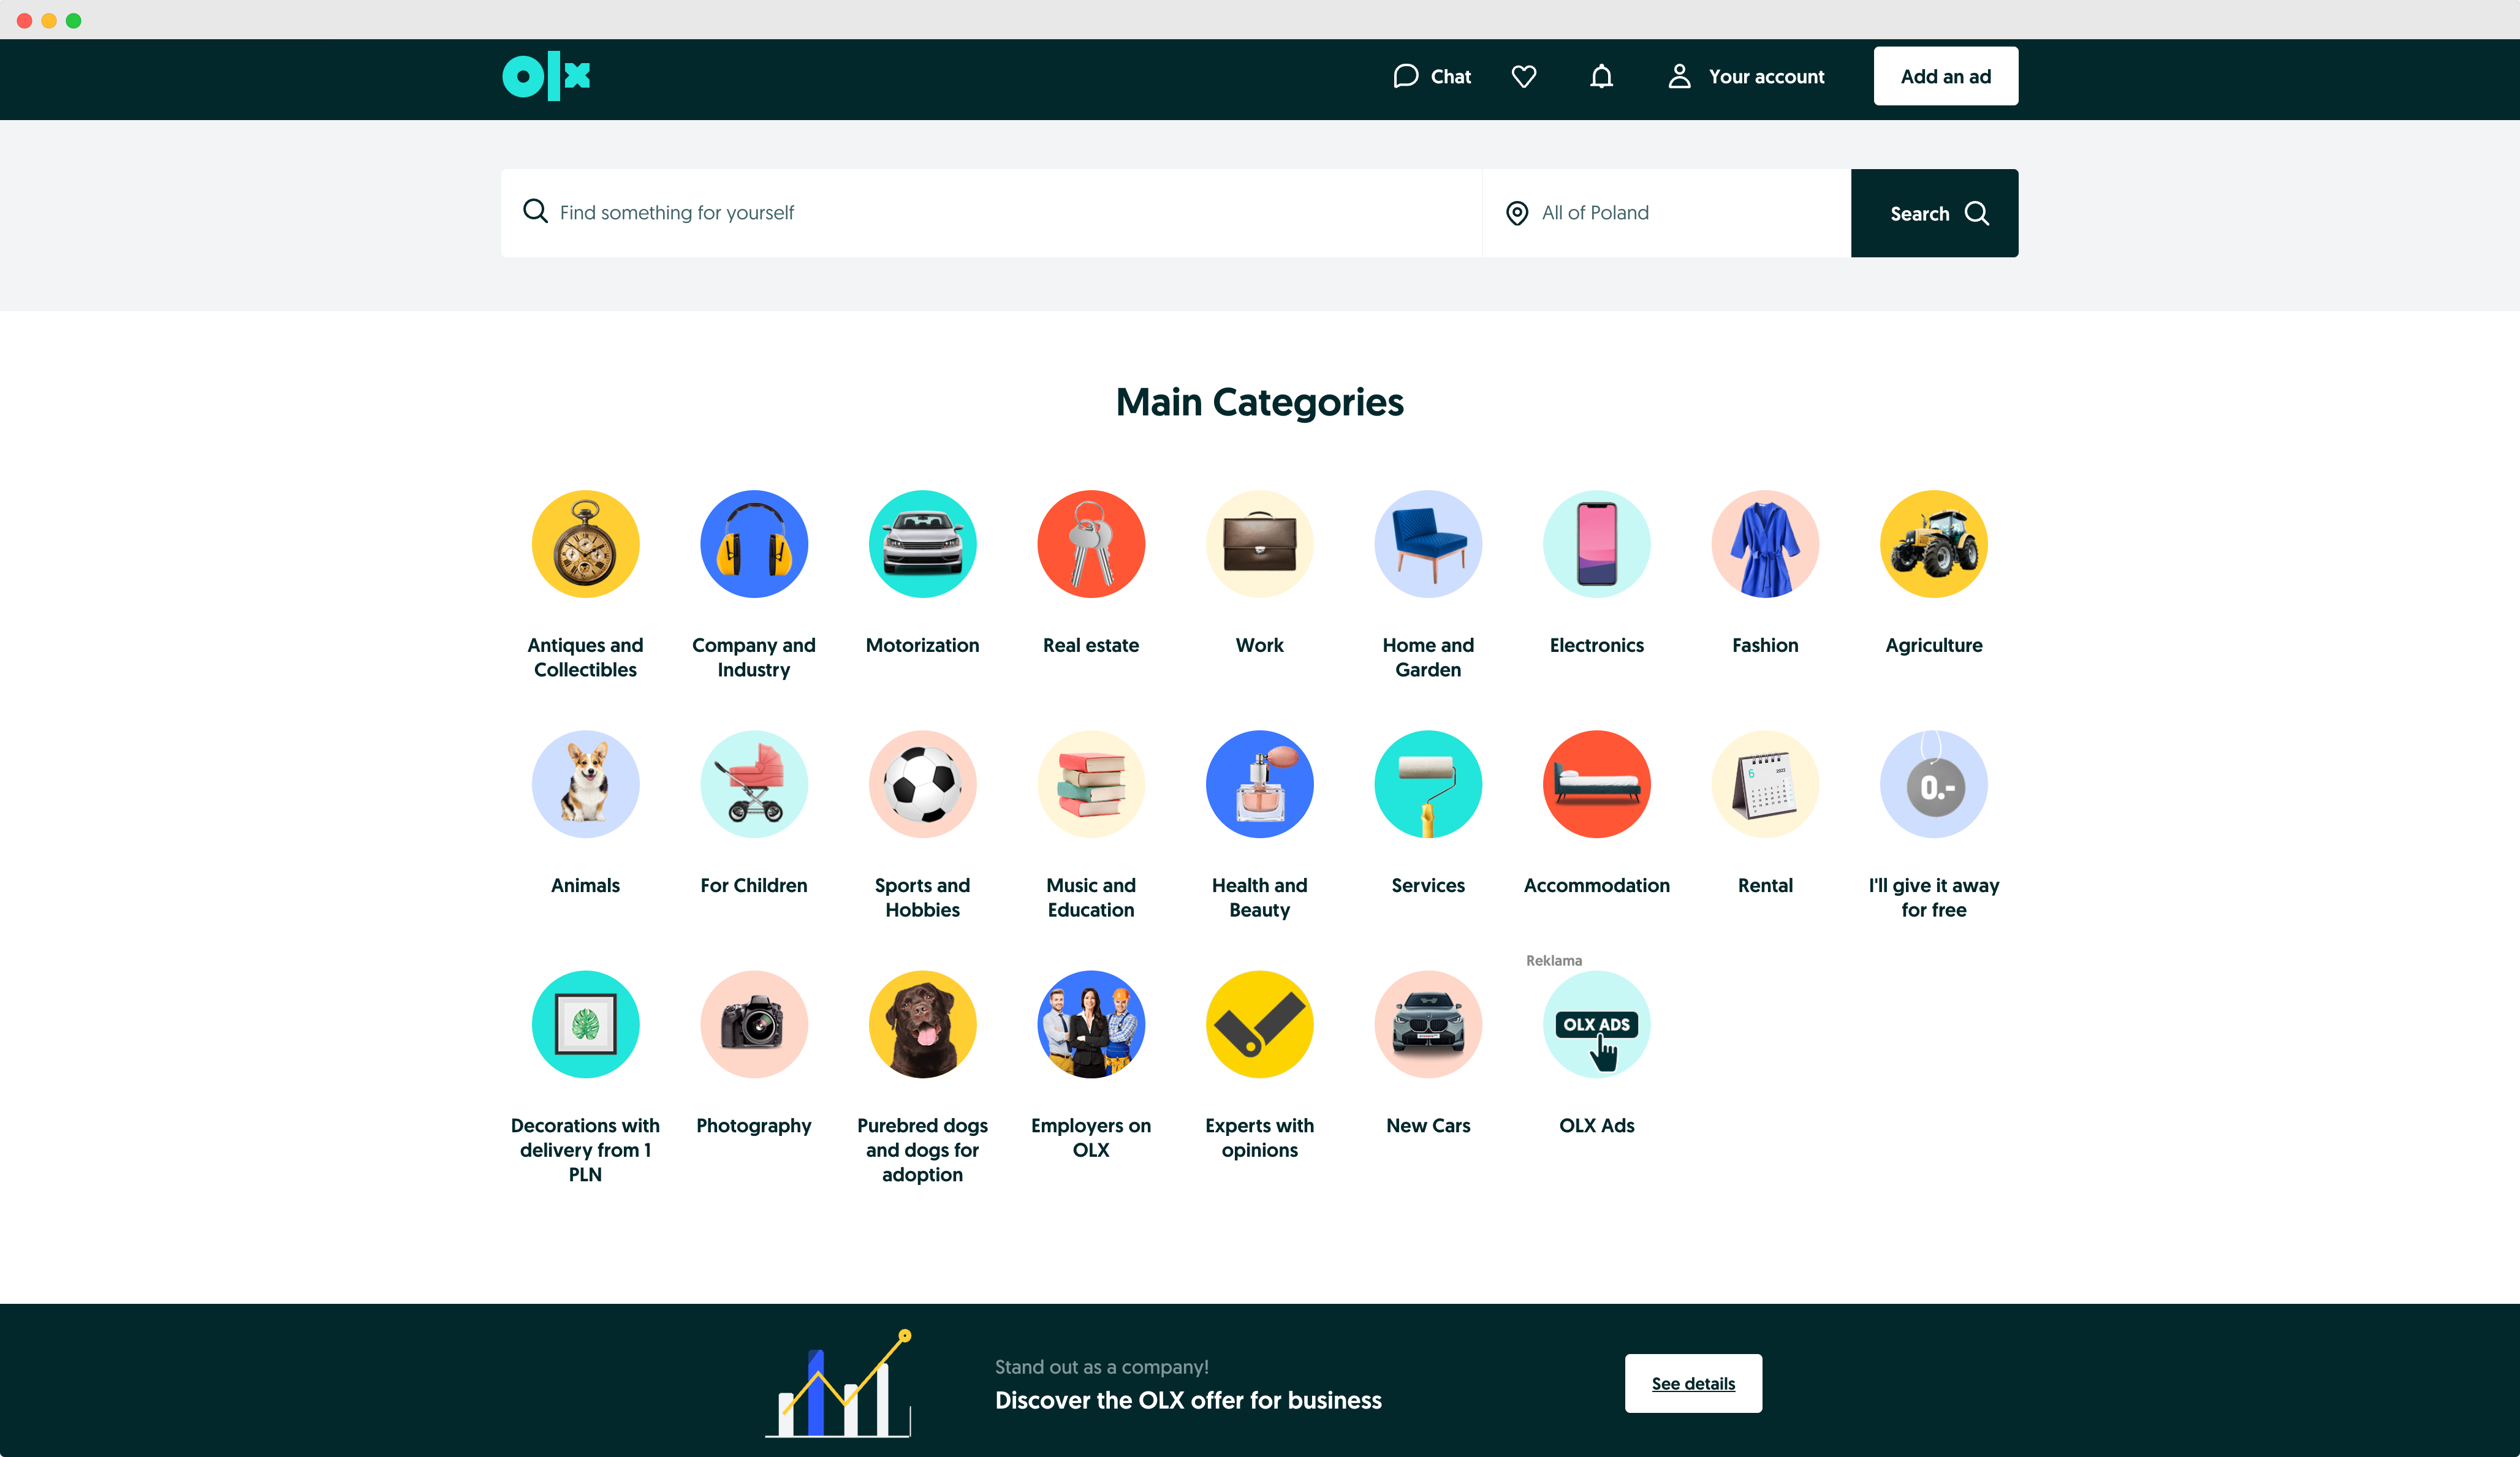 olx
Chat
Your account
Add an ad
Find something for yourself
All of Poland
Search
Main Categories
Antiques and
Collectibles
Company and
Industry
Motorization
Real estate
Work
Home and
Garden
Electronics
Fashion
Agriculture
6
2022
0.-
Animals
For Children
Sports and
Hobbies
Music and
Education
Health and
Beauty
Services
Accommodation
Rental
I'll give it away
for free
Reklama
OLX ADS
Decorations with
delivery from 1
PLN
Photography
Purebred dogs
and dogs for
adoption
Employers on
OLX
Experts with
opinions
New Cars
OLX Ads
Stand out as a company!
Discover the OLX offer for business
See details